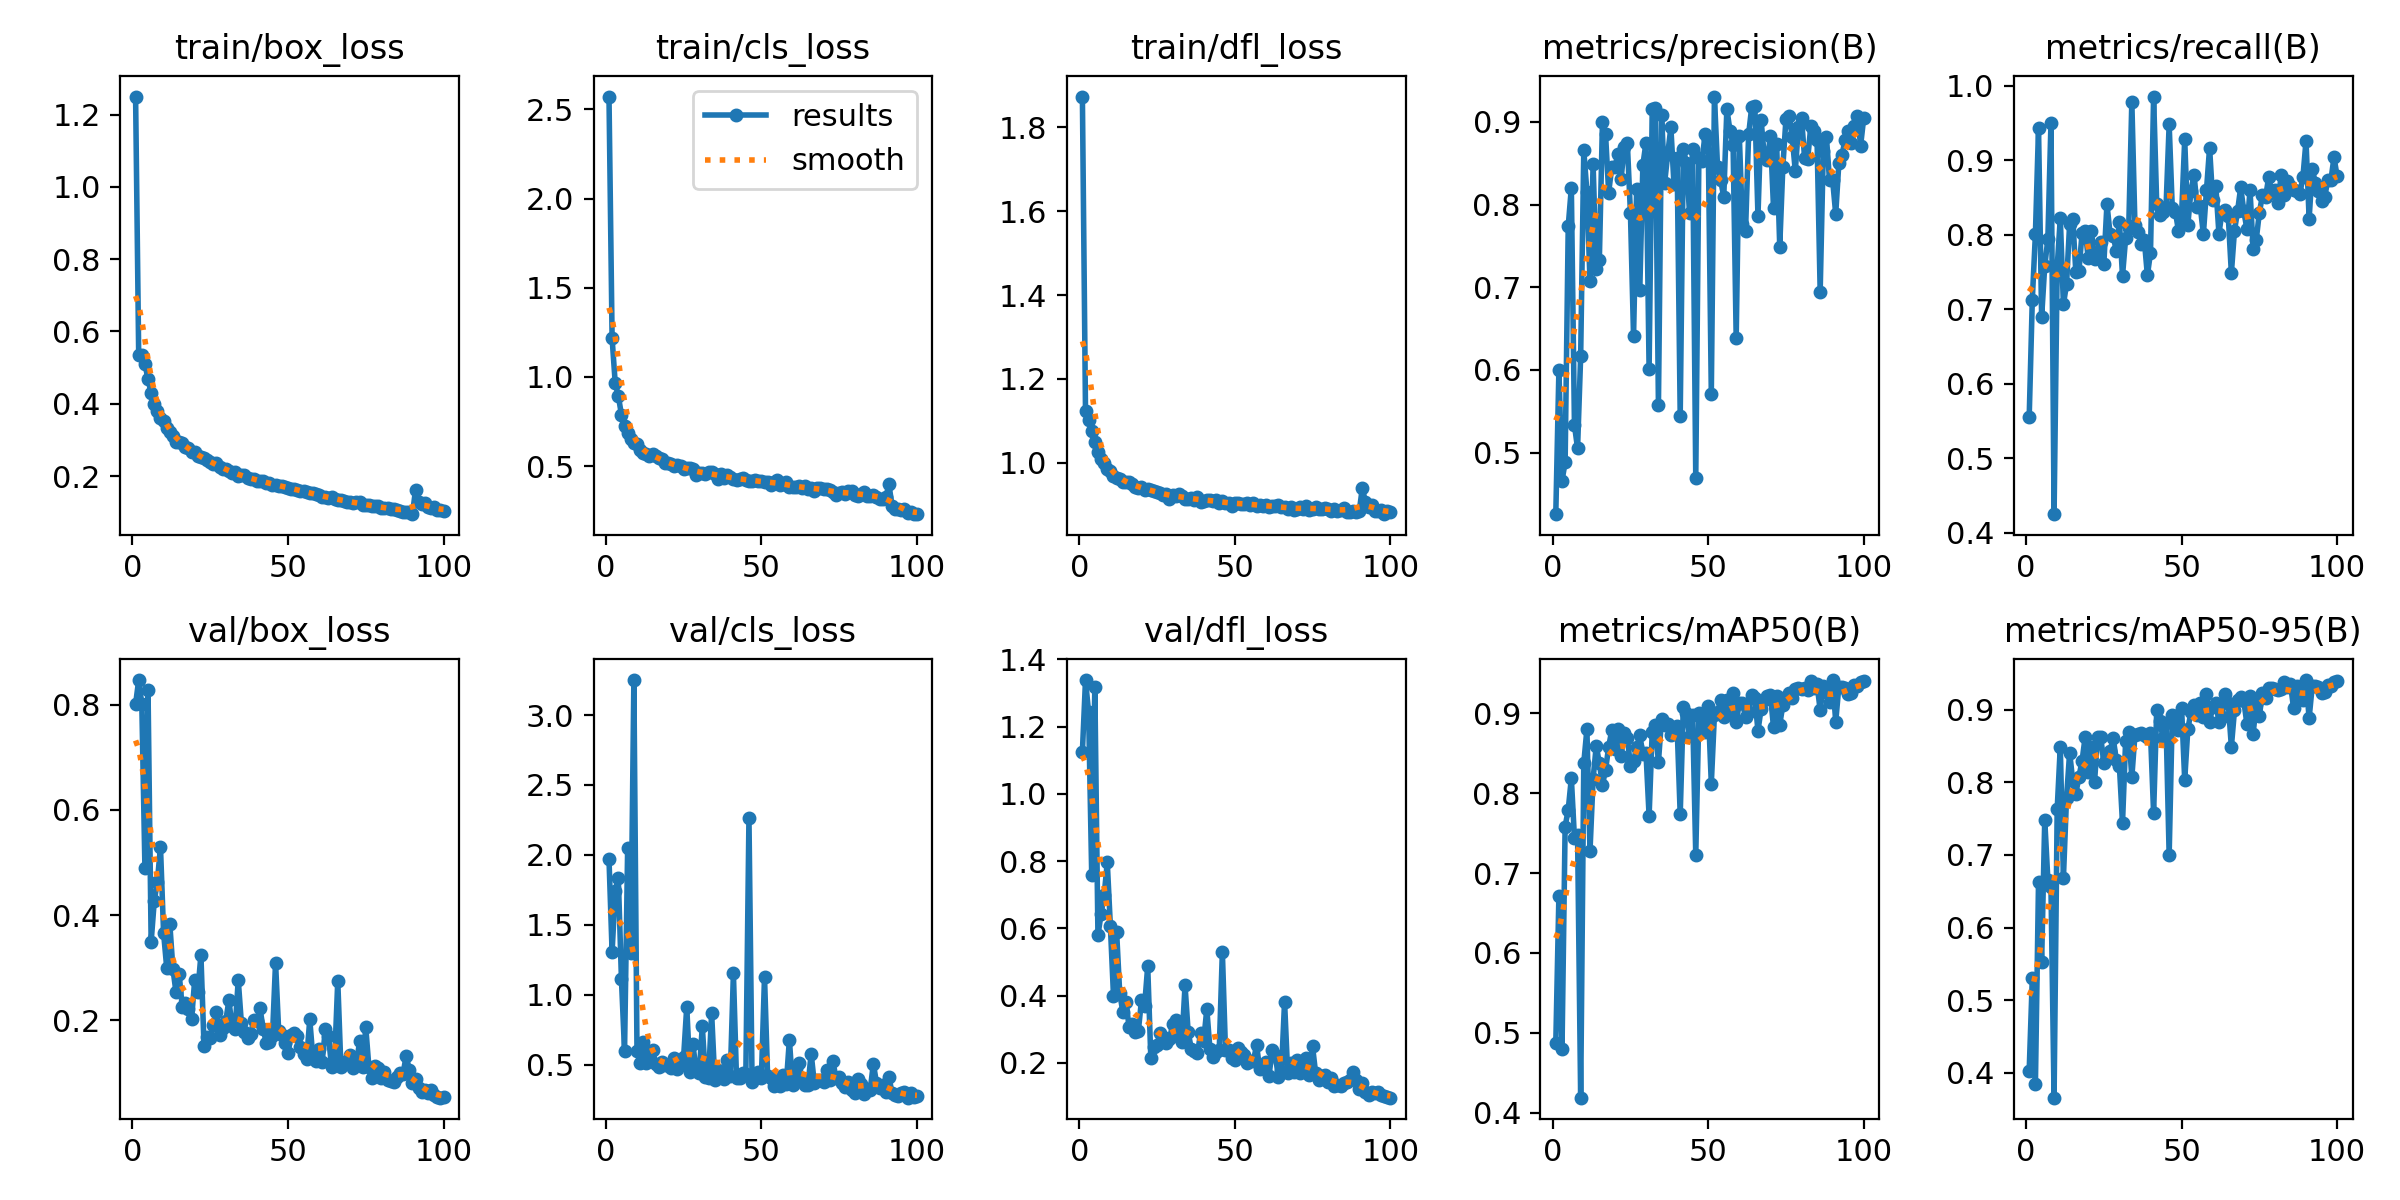 train/box_loss
1.2
1.0
0.8
0.6
0.4
0.2
0 50 100
train/cls_loss
results
smooth
2.5
2.0
1.5
1.0
0.5
0 50 100
train/dfl_loss
1.8
1.6
1.4
1.2
1.0
0 50 100
metrics/precision(B)
0.9
0.8
0.7
0.6
0.5
0 50 100
metrics/recall(B)
1.0
0.9
0.8
0.7
0.6
0.5
0.4
0 50 100
val/box_loss
0.8
0.6
0.4
0.2
0 50 100
val/cls_loss
3.0
2.5
2.0
1.5
1.0
0.5
0 50 100
val/dfl_loss
1.4
1.2
1.0
0.8
0.6
0.4
0.2
0 50 100
metrics/mAP50(B)
0.9
0.8
0.7
0.6
0.5
0.4
0 50 100
metrics/mAP50-95(B)
0.9
0.8
0.7
0.6
0.5
0.4
0 50 100